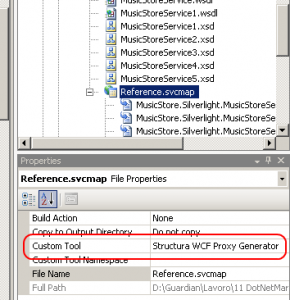 MusicStoreService.wsdl
MusicStoreService1.wsdl
MusicStoreService1.xsd
MusicStoreService2.xsd
MusicStoreService3.xsd
MusicStoreService4.xsd
MusicStoreService5.xsd
Reference.svcmap
MusicStore.Silverlight.MusicStoreSe
MusicStore.Silverlight.MusicStoreSe
MusicStore.Silverlight.MusicStoreSe
Properties
Reference.svcmap File Properties
Build Action None
Copy to Output Directory Do not copy
Custom Tool Structura WCF Proxy Generator
Custom Tool Namespace
File Name Reference.svcmap
Full Path D:\Guardian\Lavoro\11 DotNetMar